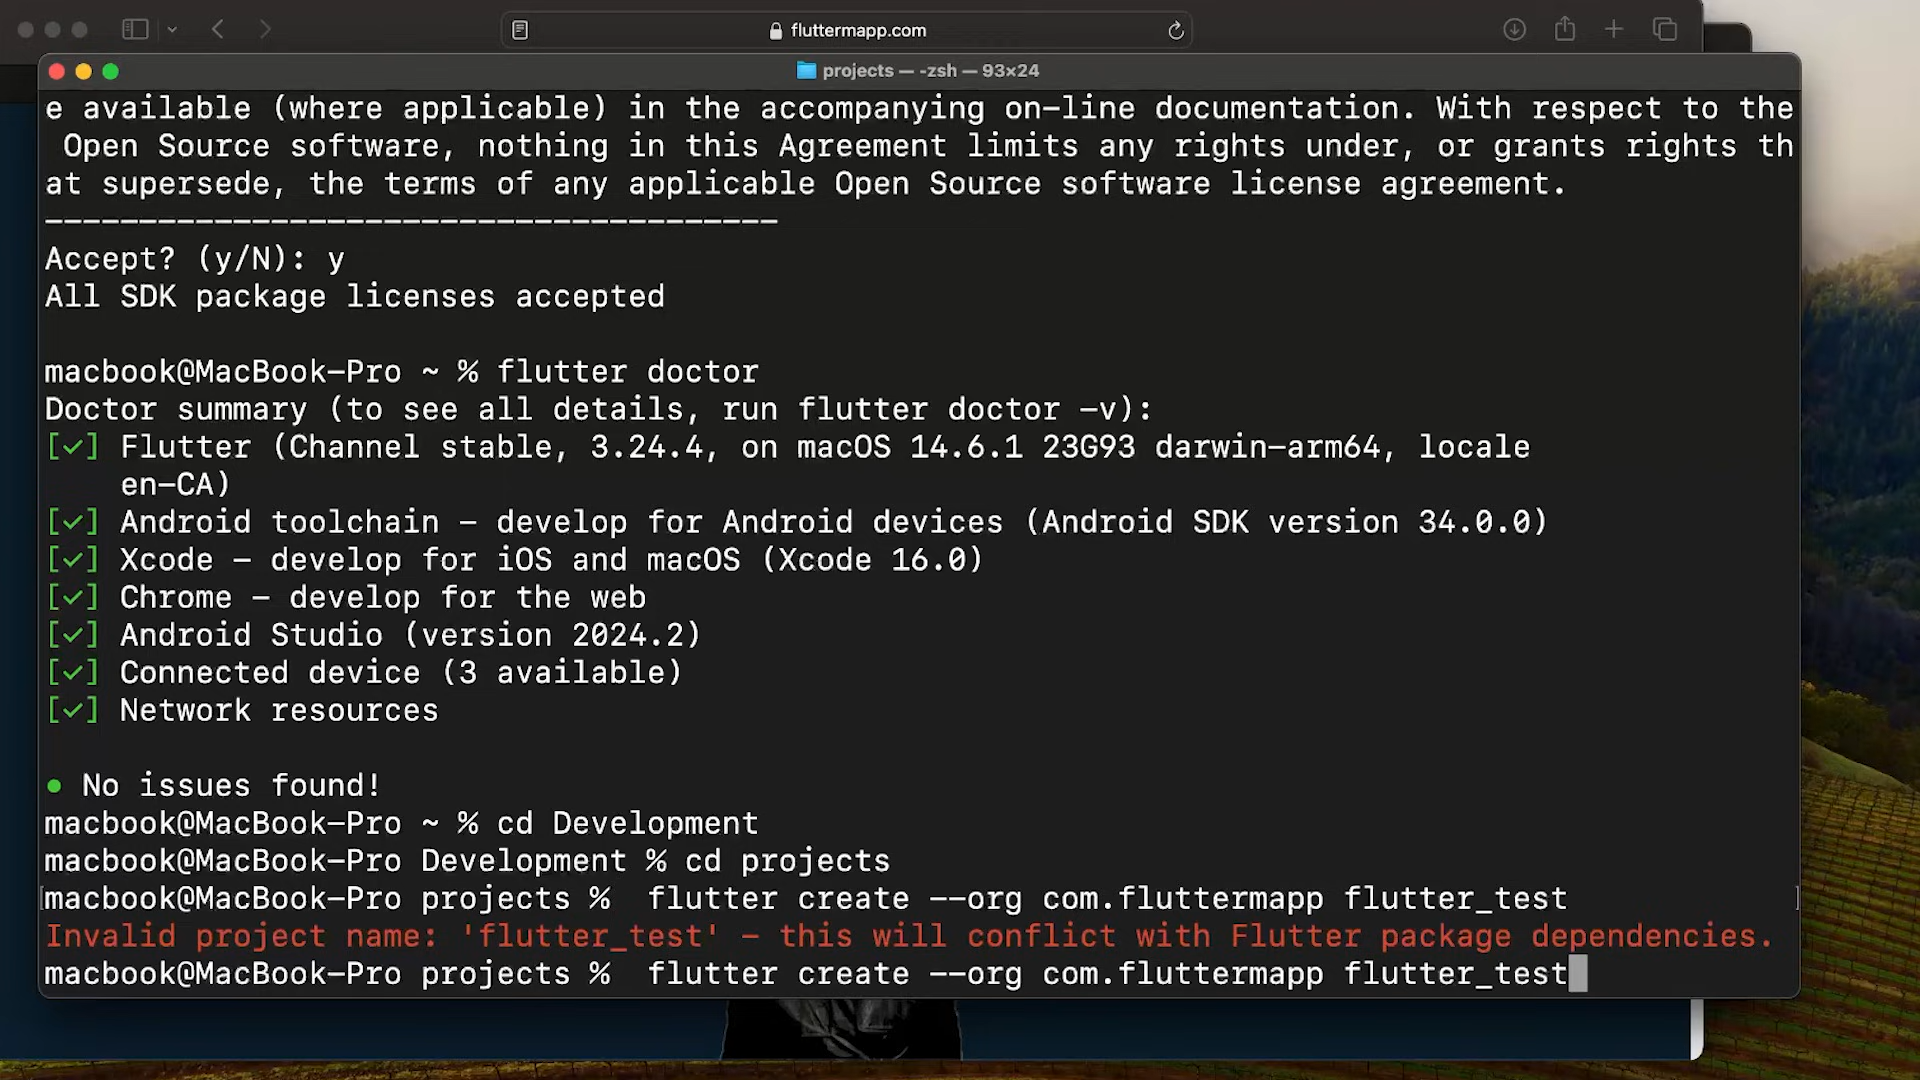 fluttermapp.com
projects — -zsh — 93×24
e available (where applicable) in the accompanying on-line documentation. With respect to the
 Open Source software, nothing in this Agreement limits any rights under, or grants rights th
at supersede, the terms of any applicable Open Source software license agreement.
---------------------------------------
Accept? (y/N): y
All SDK package licenses accepted
macbook@MacBook-Pro ~ % flutter doctor
Doctor summary (to see all details, run flutter doctor -v):
[✓] Flutter (Channel stable, 3.24.4, on macOS 14.6.1 23G93 darwin-arm64, locale
    en-CA)
[✓] Android toolchain - develop for Android devices (Android SDK version 34.0.0)
[✓] Xcode - develop for iOS and macOS (Xcode 16.0)
[✓] Chrome - develop for the web
[✓] Android Studio (version 2024.2)
[✓] Connected device (3 available)
[✓] Network resources
• No issues found!
macbook@MacBook-Pro ~ % cd Development
macbook@MacBook-Pro Development % cd projects
[macbook@MacBook-Pro projects %  flutter create --org com.fluttermapp flutter_test ]
Invalid project name: 'flutter_test' - this will conflict with Flutter package dependencies.
macbook@MacBook-Pro projects %  flutter create --org com.fluttermapp flutter_test